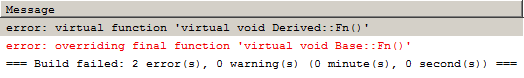 Message
error: virtual function 'virtual void Derived::Fn()'
error: overriding final function 'virtual void Base::Fn()'
=== Build failed: 2 error(s), 0 warning(s) (0 minute(s), 0 second(s)) ===